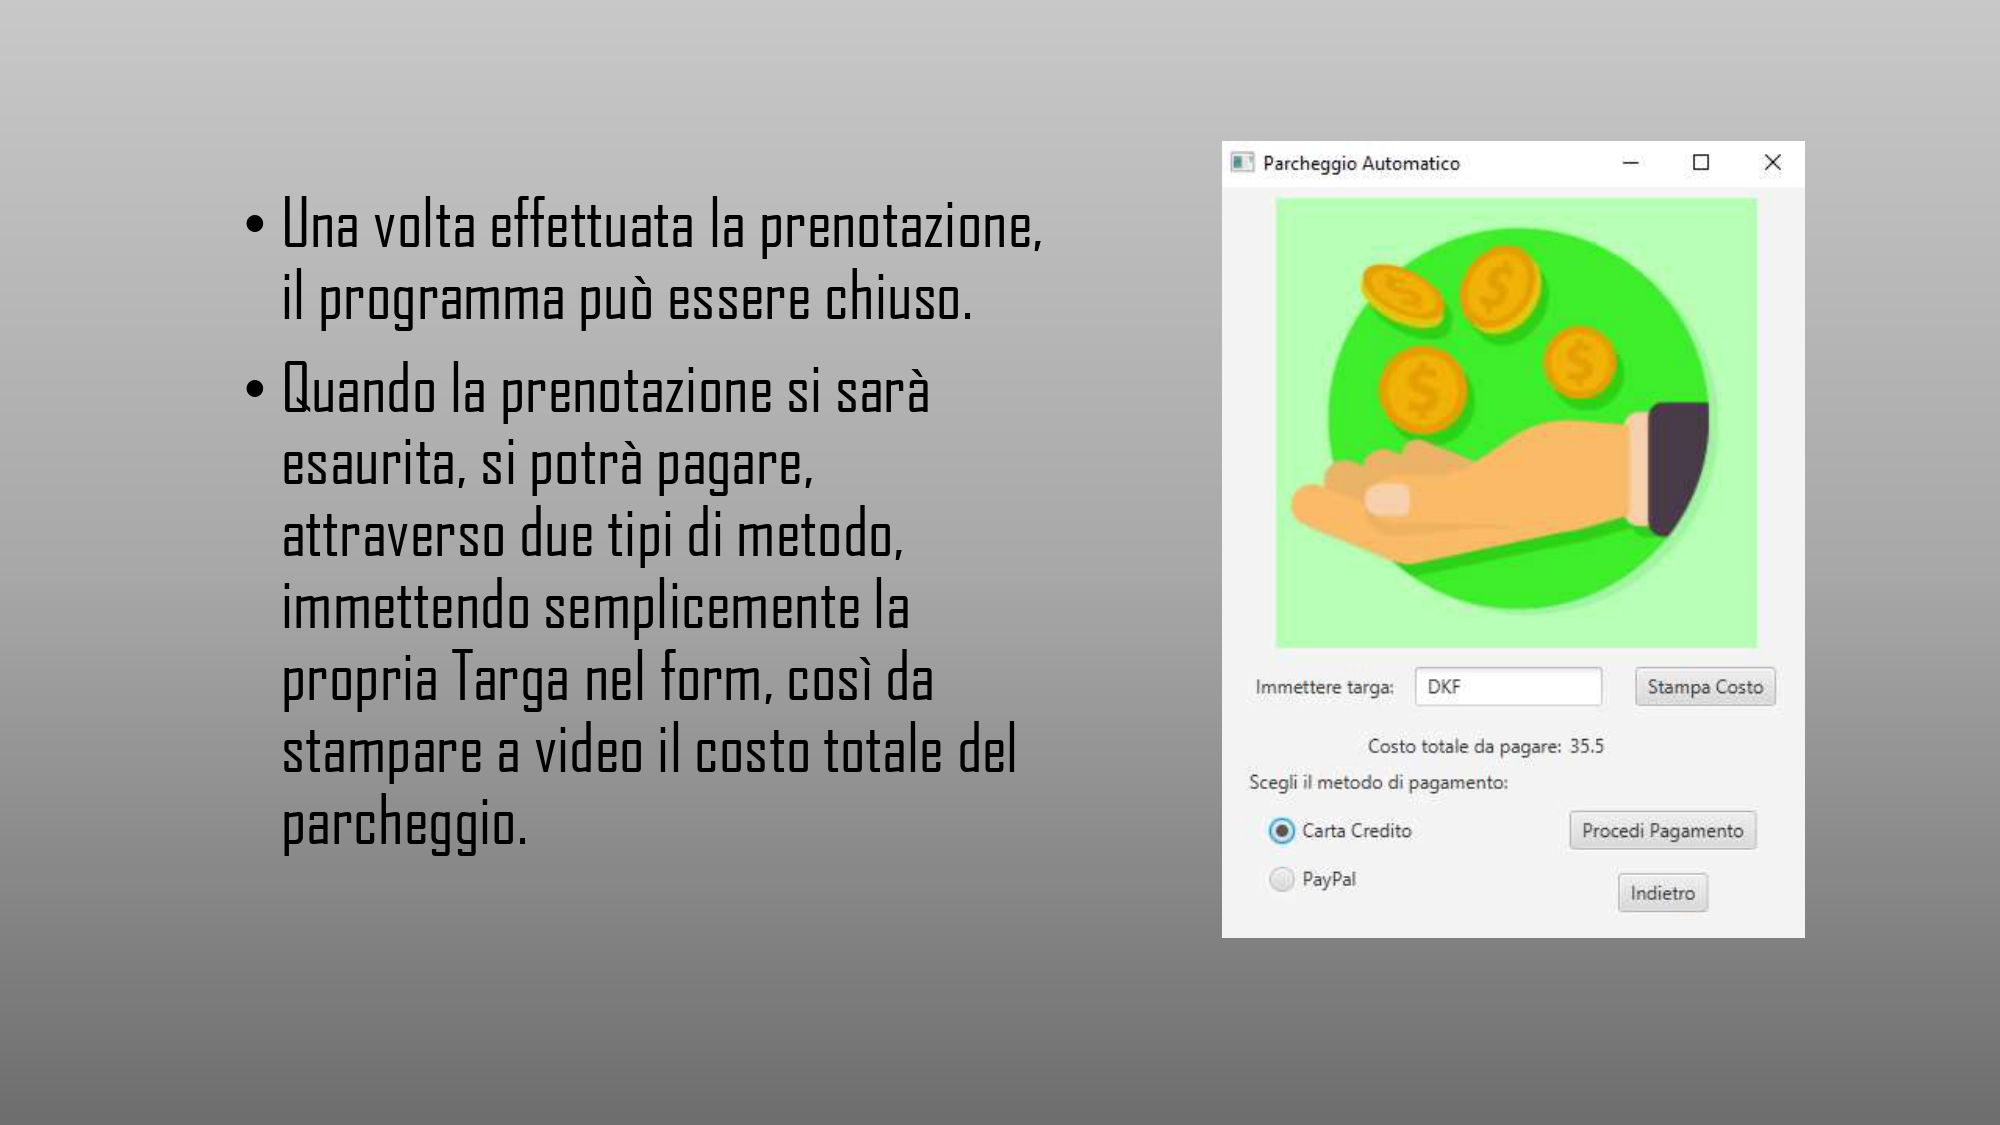 • Una volta effettuata la prenotazione,
il programma può essere chiuso.
• Quando la prenotazione si sarà
esaurita, si potrà pagare,
attraverso due tipi di metodo,
immettendo semplicemente la
propria Targa nel form, così da
stampare a video il costo totale del
parcheggio.
Parcheggio Automatico
Immettere targa: DKF Stampa Costo
Costo totale da pagare: 35.5
Scegli il metodo di pagamento:
Carta Credito Procedi Pagamento
PayPal
Indietro